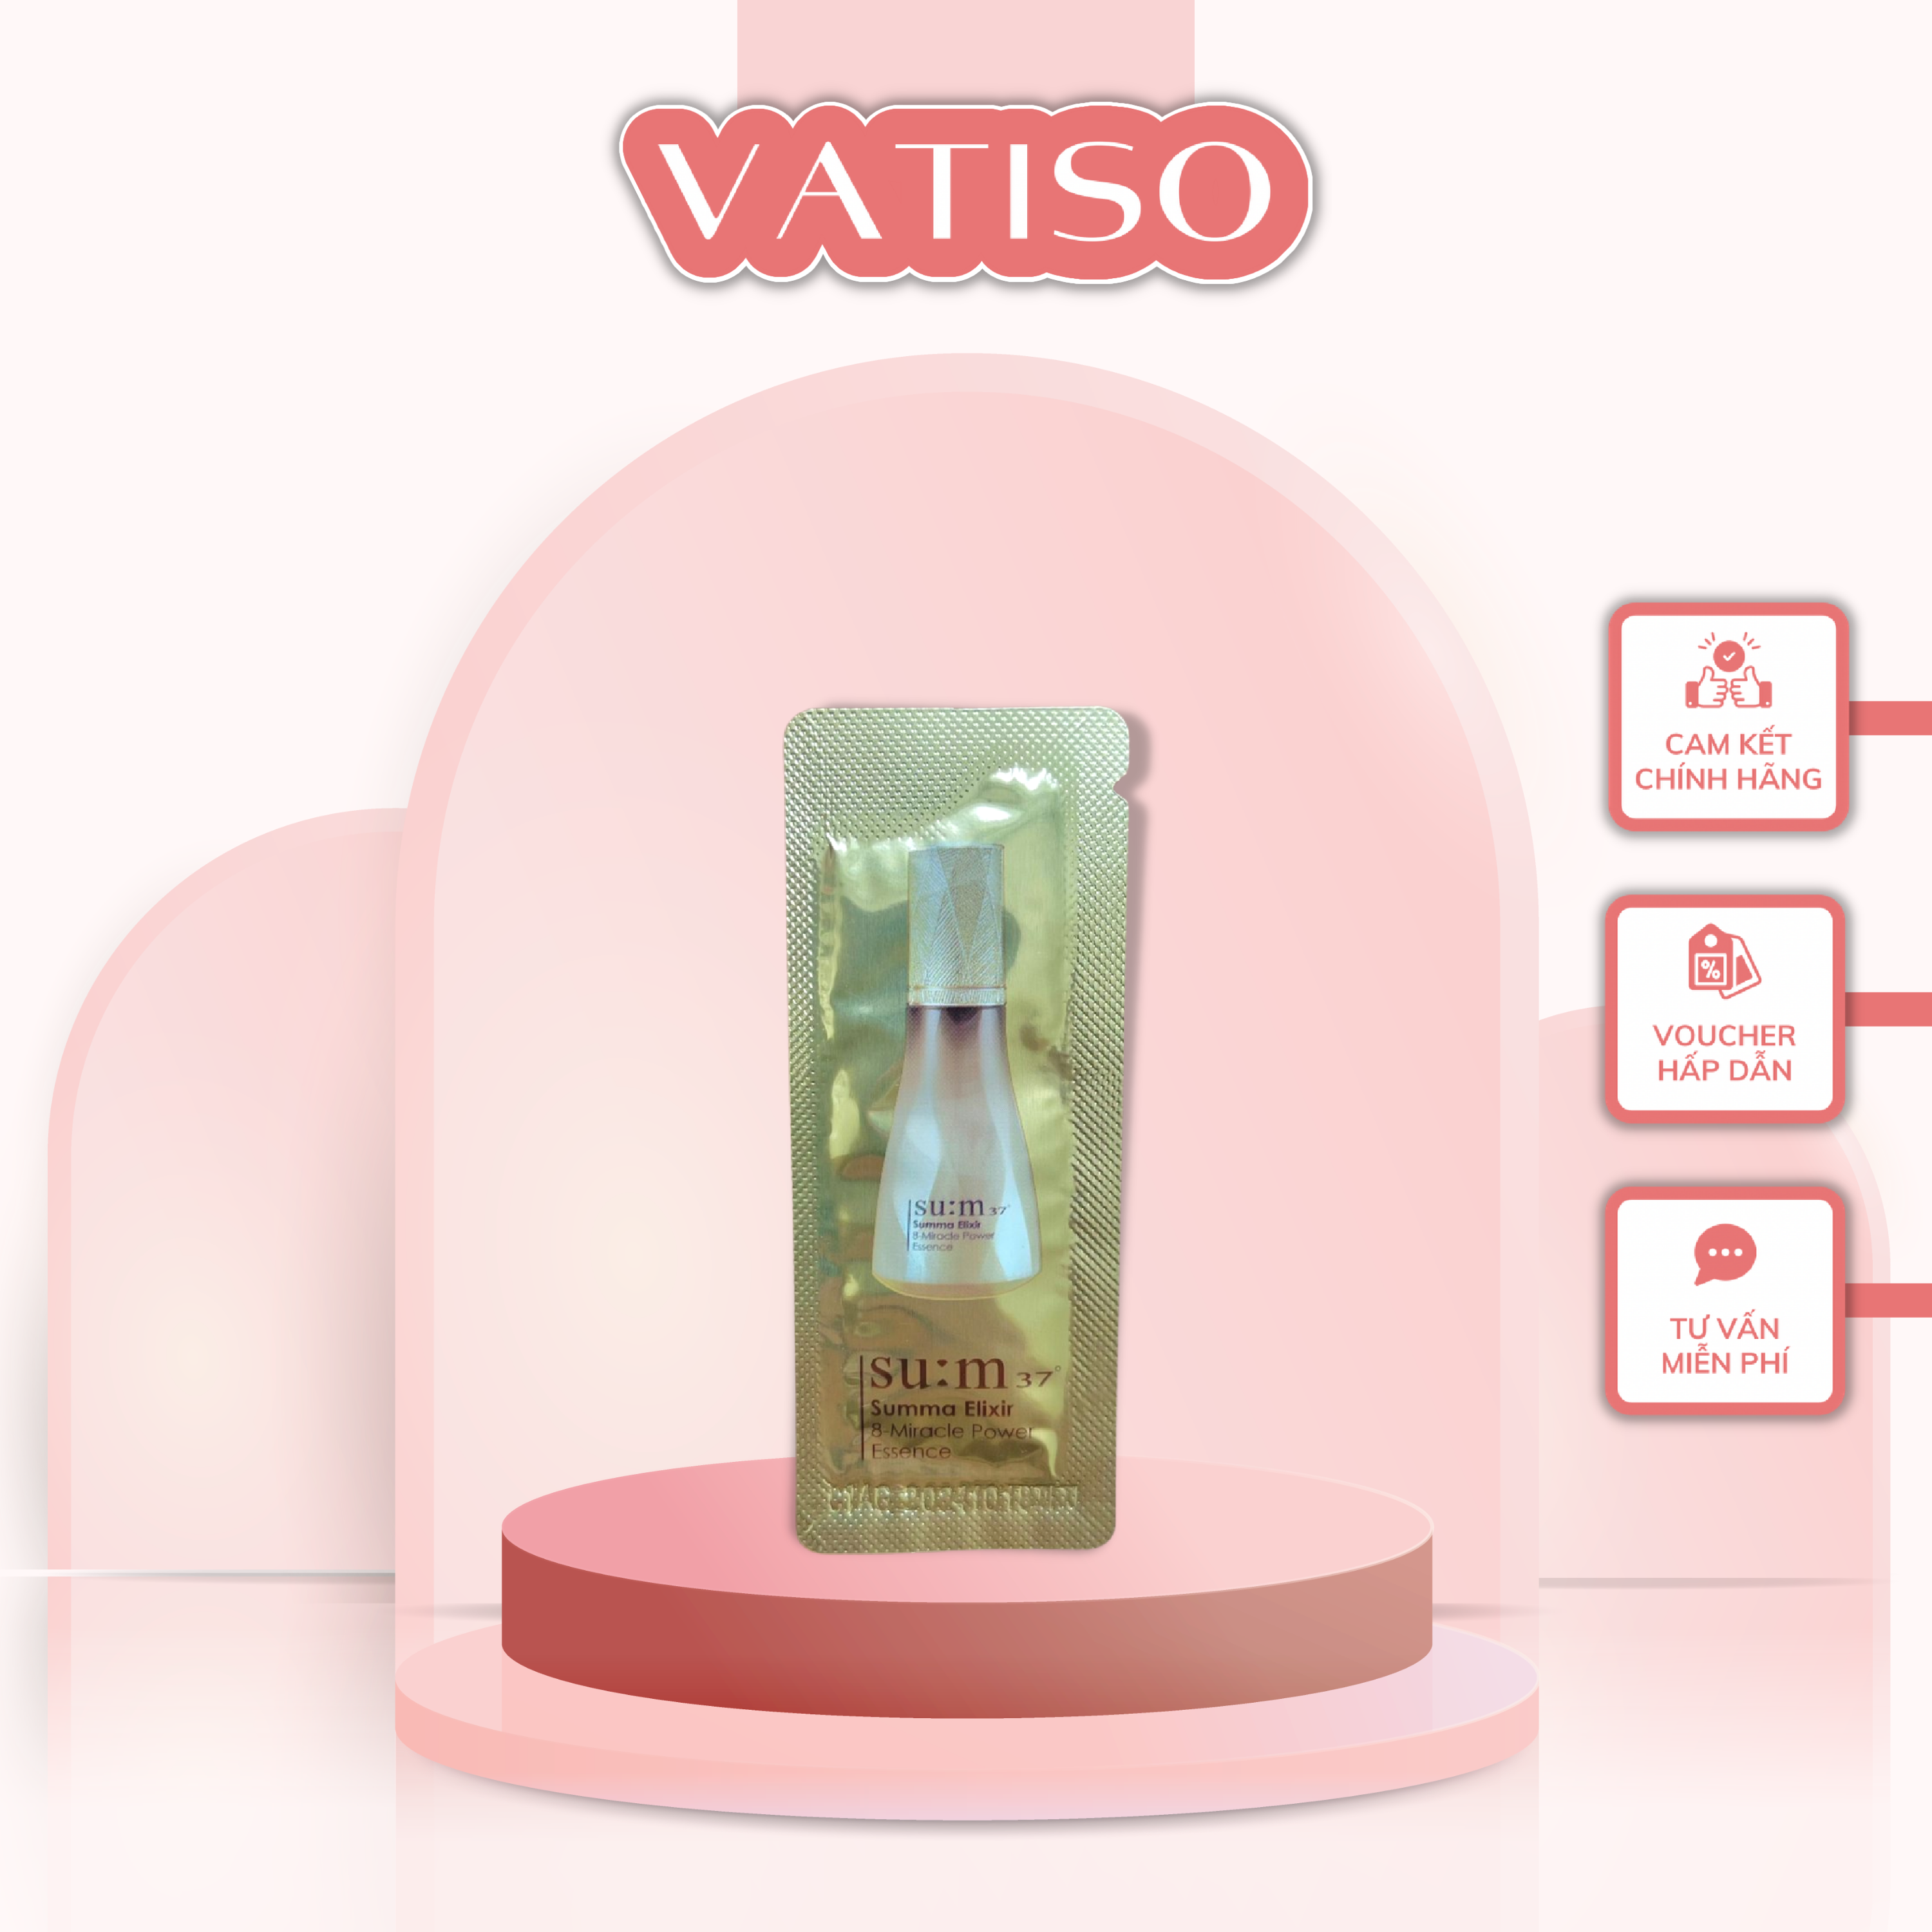 VATISO
CAM KẾT
CHÍNH HÃNG
%
VOUCHER
HẤP DẪN
TƯ VẤN
MIỄN PHÍ
su:m 37°
Summa Elixir
8-Miracle Power
Essence
su:m 37°
Summa Elixir
8-Miracle Power
Essence